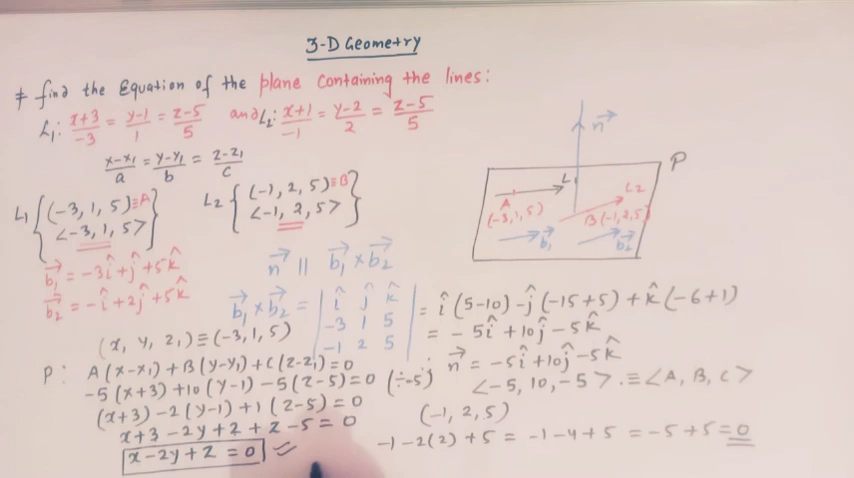 3-D Geometry
# find the Equation of the plane containing the lines:
L₁: x+3/-3 = y-1/1 = z-5/5 and L₂: x+1/-1 = y-2/2 = z-5/5
x-x₁/a = y-y₁/b = z-z₁/c
L₁ { (-3, 1, 5) ≡ A
<-3, 1, 5> }
L₂ { (-1, 2, 5) ≡ B
<-1, 2, 5> }
b₁⃗ = -3î + ĵ + 5k̂
b₂⃗ = -î + 2ĵ + 5k̂
n⃗ || b₁⃗ × b₂⃗
b₁⃗ × b₂⃗ = | î ĵ k̂
-3 1 5
-1 2 5 |
= î (5-10) - ĵ (-15+5) + k̂ (-6+1)
= -5î + 10ĵ - 5k̂
n⃗ = -5î + 10ĵ - 5k̂
<-5, 10, -5> ≡ <A, B, C>
(x, y, z₁) ≡ (-3, 1, 5)
P: A(x-x₁) + B(y-y₁) + C(z-z₁) = 0
-5(x+3) + 10(y-1) - 5(z-5) = 0 (÷-5)
(x+3) - 2(y-1) + 1(z-5) = 0
x+3 - 2y + 2 + z - 5 = 0
x - 2y + z = 0
(-1, 2, 5)
-1 - 2(2) + 5 = -1 - 4 + 5 = -5 + 5 = 0
n⃗
P
A
L₁
(-3, 1, 5)
L₂
B(-1, 2, 5)
b₁⃗
b₂⃗